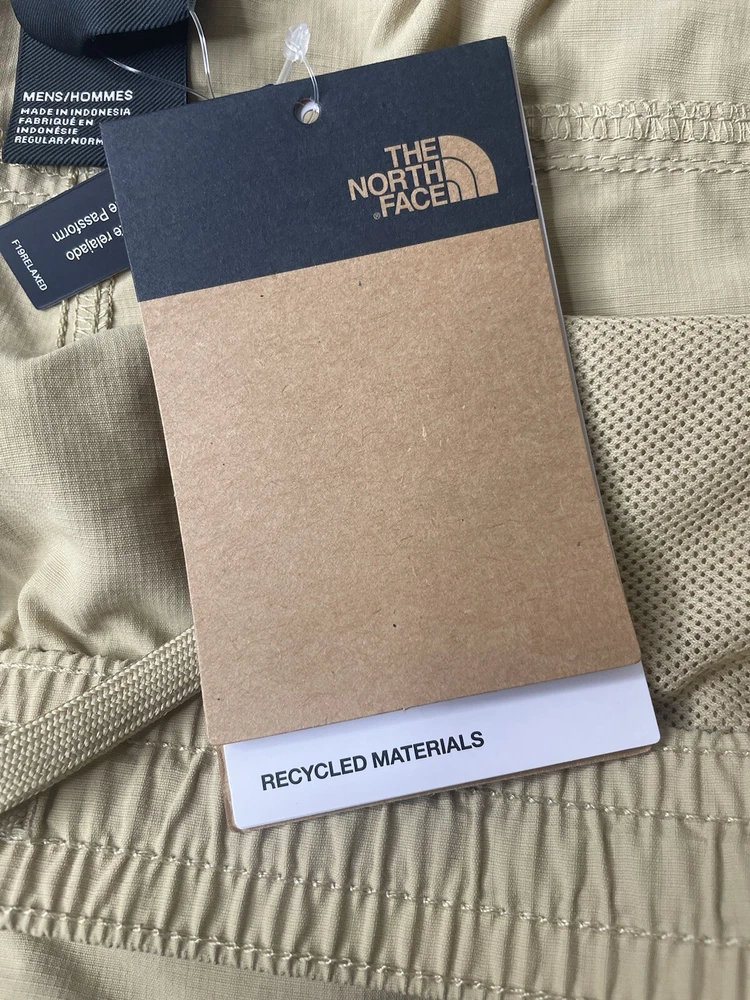 MENS/HOMMES
MADE IN INDONESIA
FABRIQUÉ EN
INDONÉSIE
REGULAR/NORM
THE
NORTH
FACE
®
e Passform
e relajado
F19RELAXED
RECYCLED MATERIALS